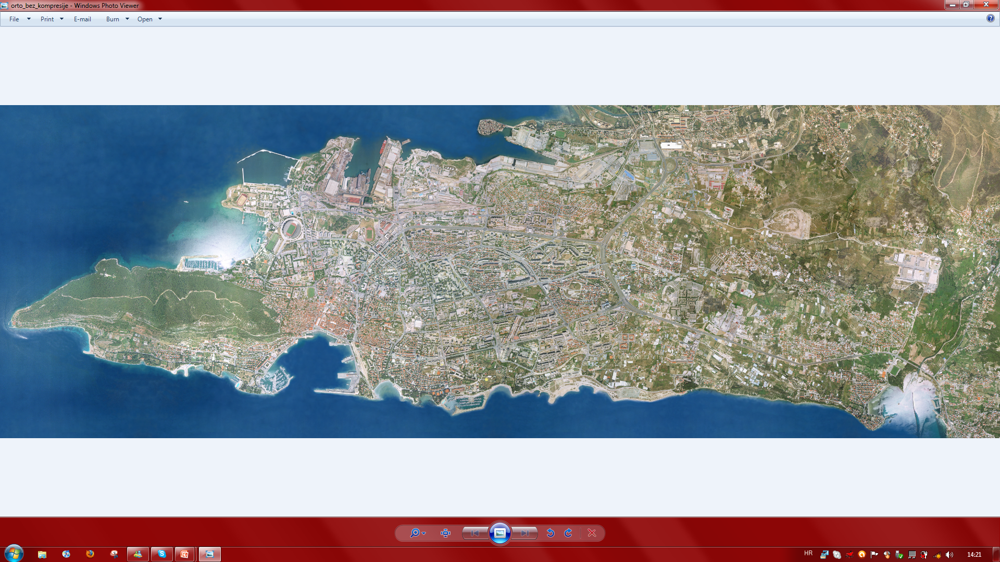 orto_bez_kompresije - Windows Photo Viewer
File Print E-mail Burn Open
HR 14:21